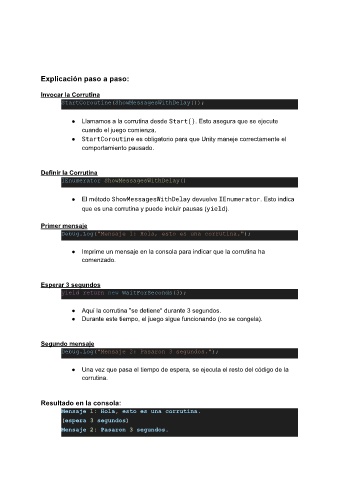 Explicación paso a paso:
Invocar la Corrutina
StartCoroutine(ShowMessagesWithDelay());
● Llamamos a la corrutina desde Start(). Esto asegura que se ejecute
cuando el juego comienza.
● StartCoroutine es obligatorio para que Unity maneje correctamente el
comportamiento pausado.
Definir la Corrutina
IEnumerator ShowMessagesWithDelay()
● El método ShowMessagesWithDelay devuelve IEnumerator. Esto indica
que es una corrutina y puede incluir pausas (yield).
Primer mensaje
Debug.Log("Mensaje 1: Hola, esto es una corrutina.");
● Imprime un mensaje en la consola para indicar que la corrutina ha
comenzado.
Esperar 3 segundos
yield return new WaitForSeconds(3);
● Aquí la corrutina "se detiene" durante 3 segundos.
● Durante este tiempo, el juego sigue funcionando (no se congela).
Segundo mensaje
Debug.Log("Mensaje 2: Pasaron 3 segundos.");
● Una vez que pasa el tiempo de espera, se ejecuta el resto del código de la
corrutina.
Resultado en la consola:
Mensaje 1: Hola, esto es una corrutina.
(espera 3 segundos)
Mensaje 2: Pasaron 3 segundos.